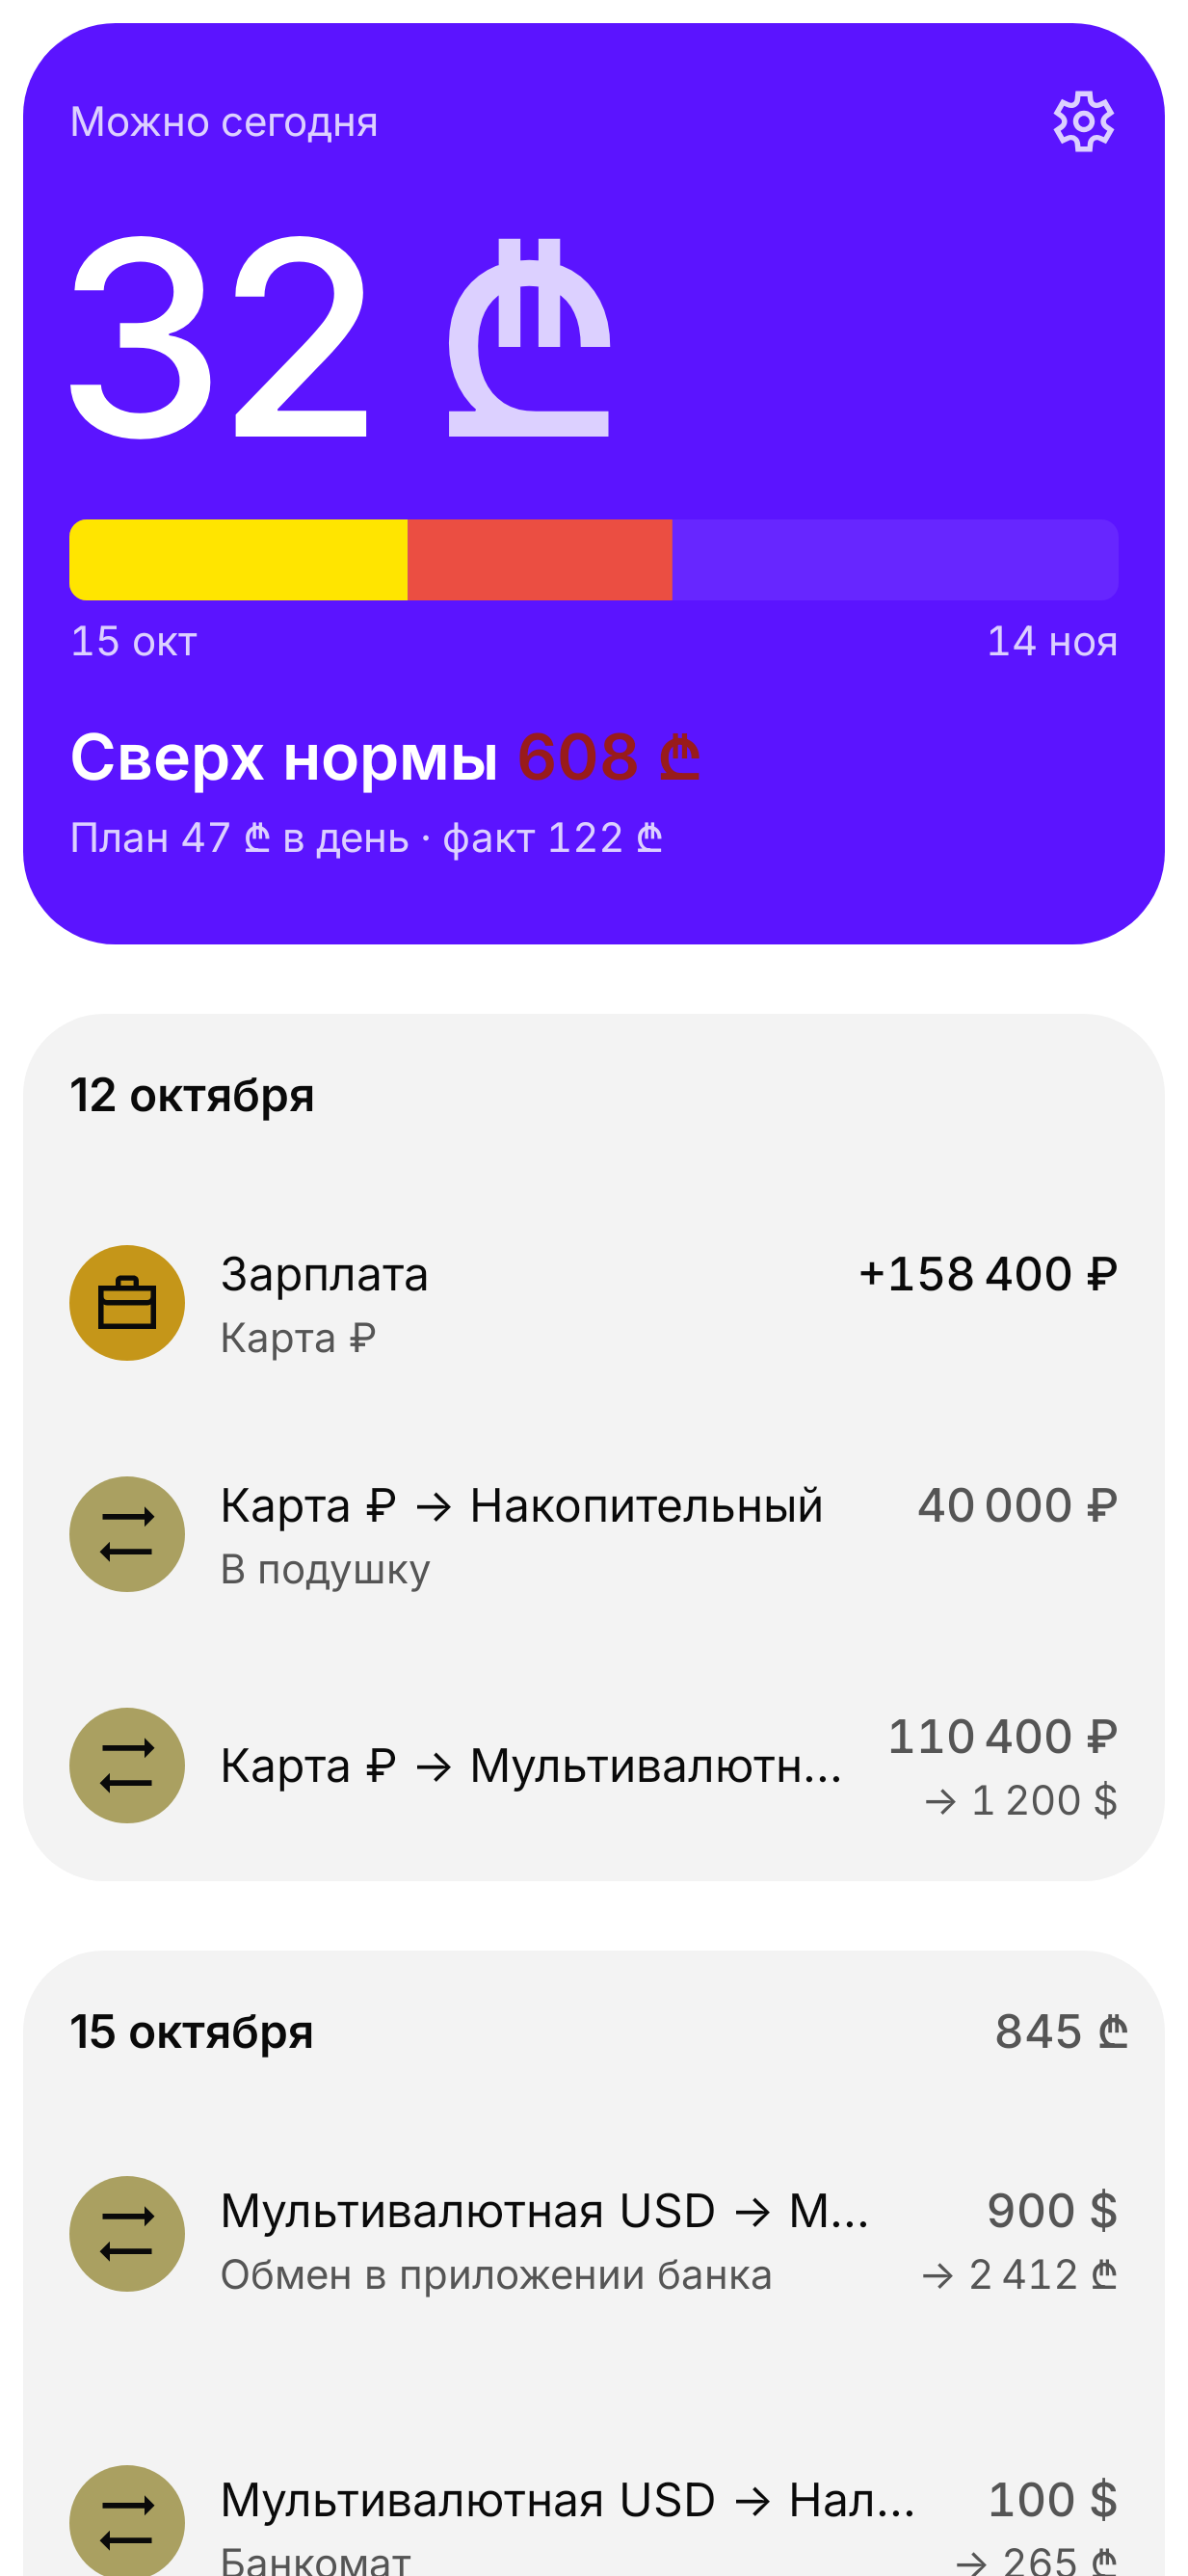 Можно сегодня
32 ₾
15 окт 14 ноя
Сверх нормы 608 ₾
План 47 ₾ в день · факт 122 ₾
12 октября
Зарплата +158 400 ₽
Карта ₽
Карта ₽ → Накопительный 40 000 ₽
В подушку
110 400 ₽
Карта ₽ → Мультивалютн...
→ 1 200 $
15 октября 845 ₾
Мультивалютная USD → М... 900 $
Обмен в приложении банка → 2 412 ₾
Мультивалютная USD → Нал... 100 $
Банкомат → 265 ₾